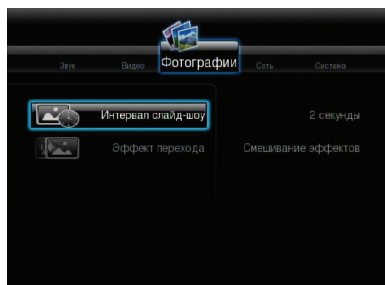 Звук Видео Фотографии Сеть Система
Интервал слайд-шоу 2 секунды
Эффект перехода Смешивание эффектов